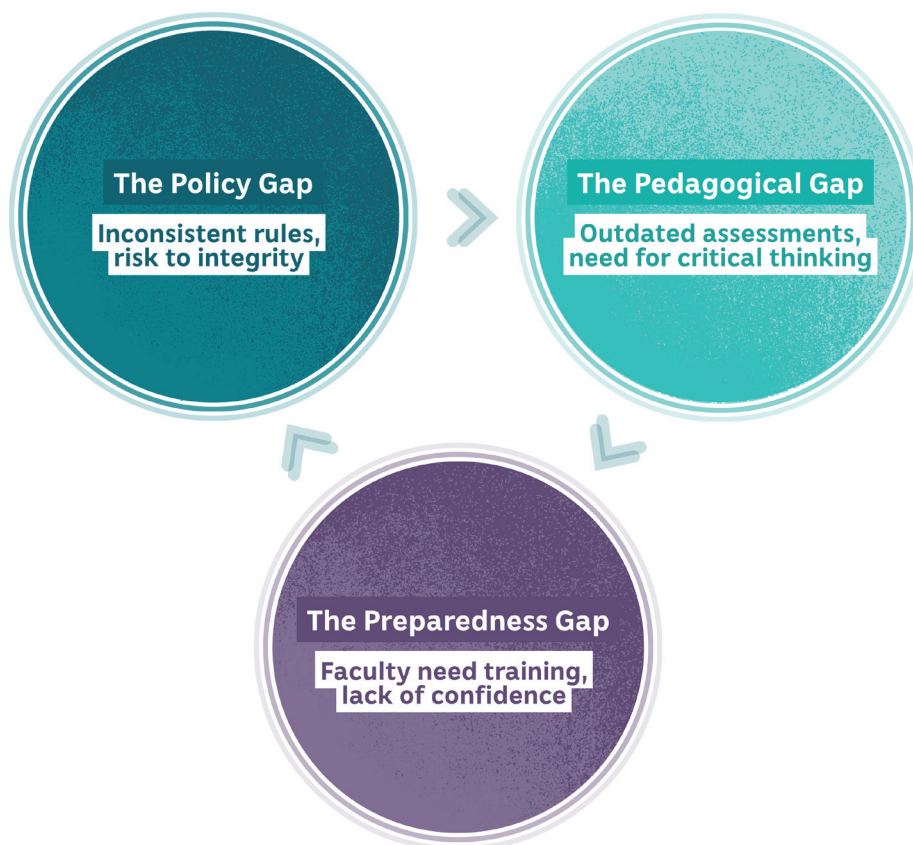 The Policy Gap
Inconsistent rules,
risk to integrity
The Pedagogical Gap
Outdated assessments,
need for critical thinking
The Preparedness Gap
Faculty need training,
lack of confidence